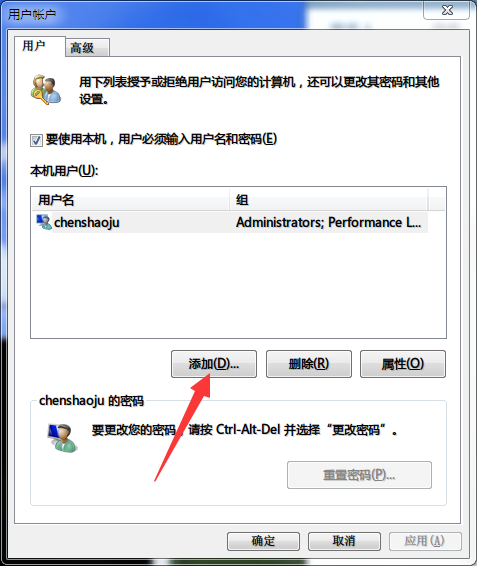 用户帐户
用户
高级
用下列表授予或拒绝用户访问您的计算机，还可以更改其密码和其他
设置。
要使用本机，用户必须输入用户名和密码(E)
本机用户(U):
用户名 组
chenshaoju Administrators; Performance L...
添加(D)... 删除(R) 属性(O)
chenshaoju 的密码
要更改您的密码，请按 Ctrl-Alt-Del 并选择“更改密码”。
重置密码(P)...
确定 取消 应用(A)